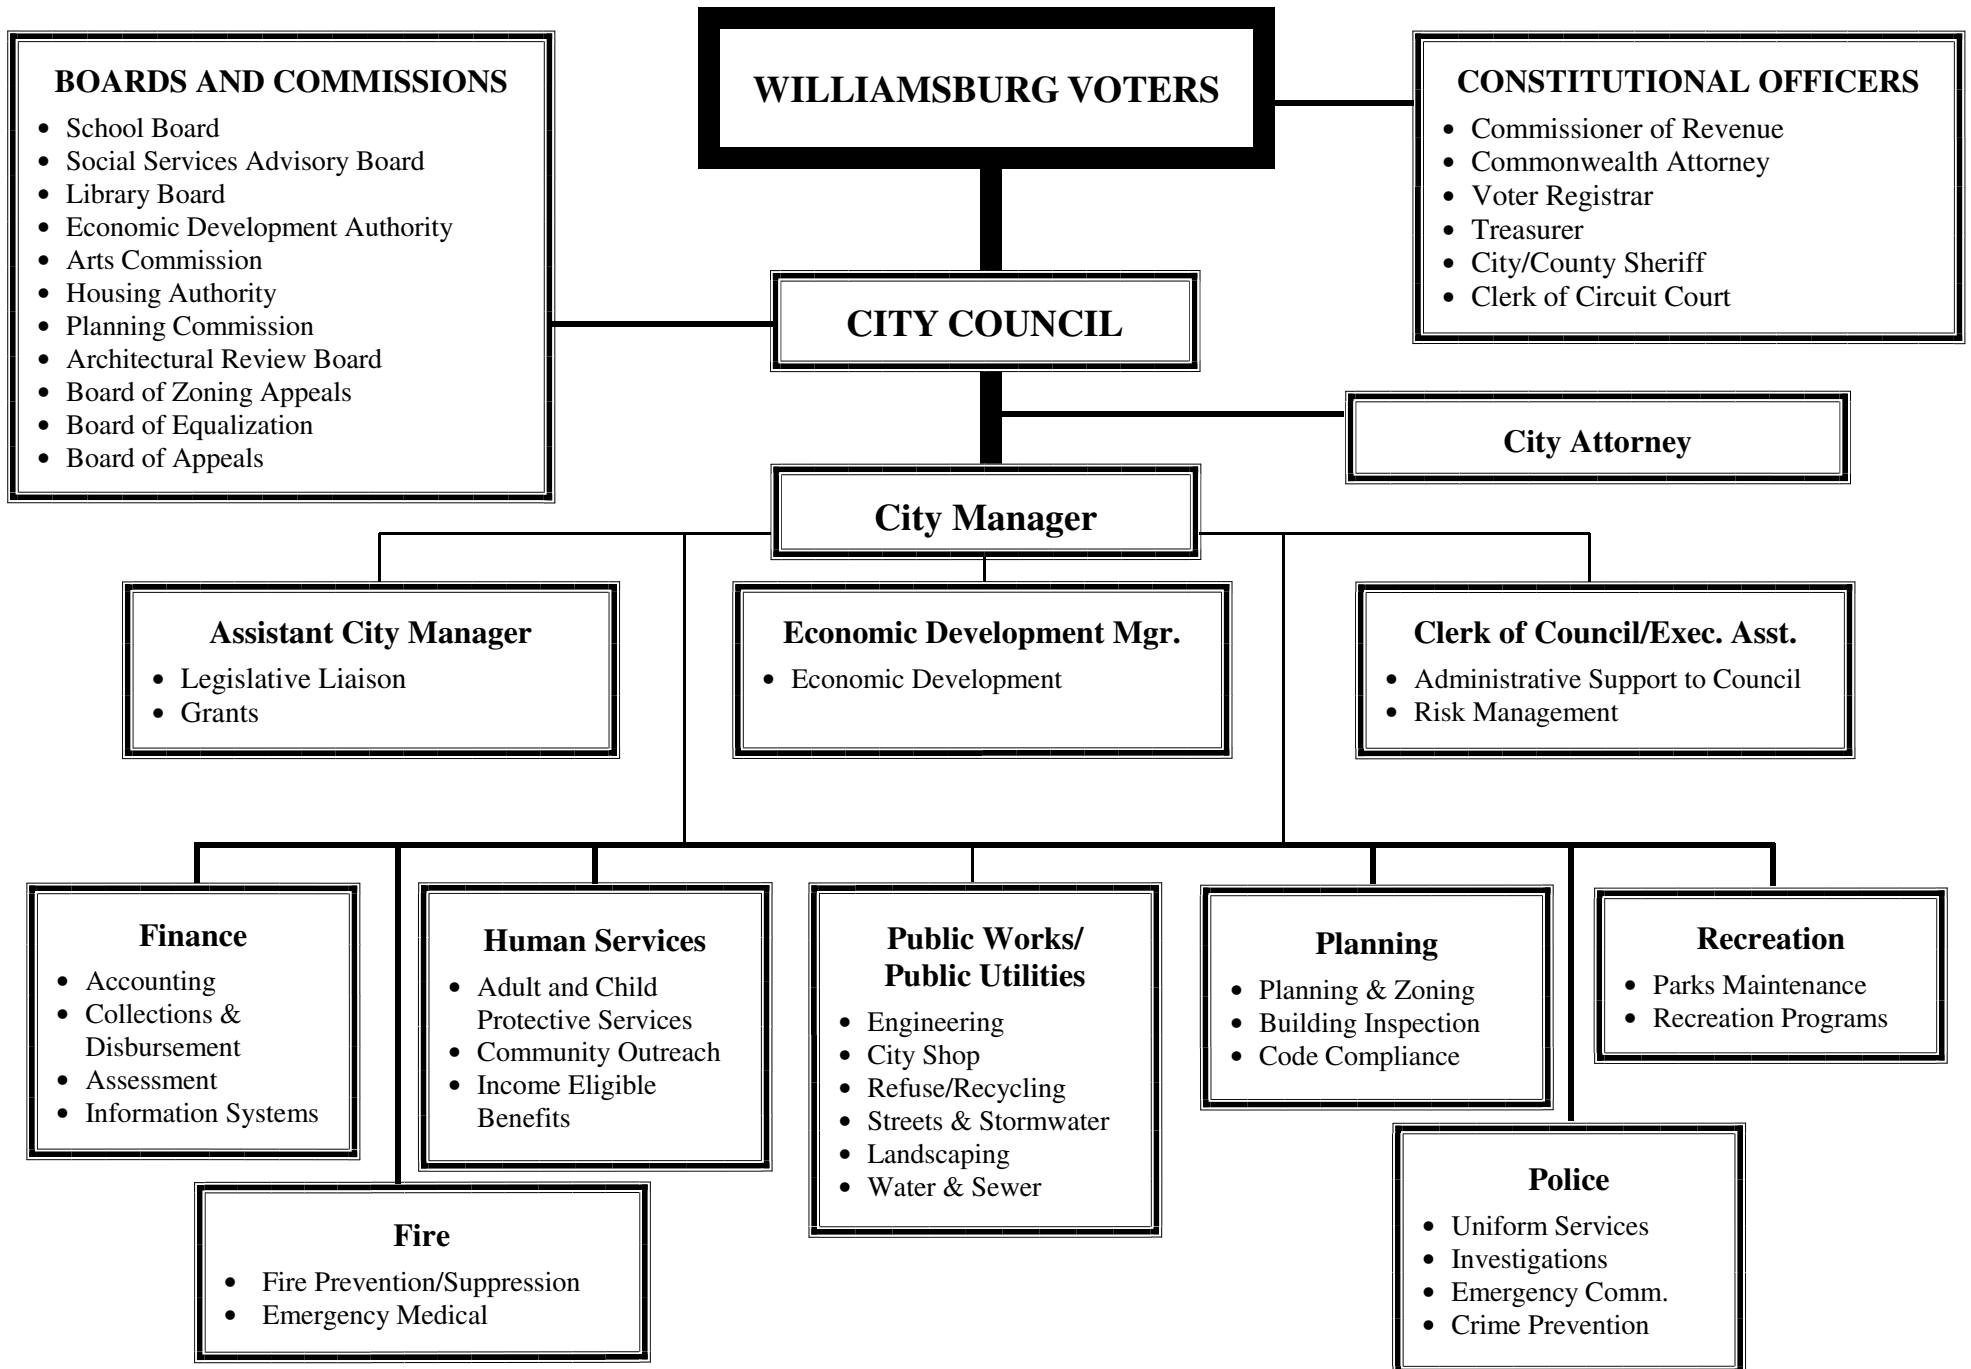 BOARDS AND COMMISSIONS
• School Board
• Social Services Advisory Board
• Library Board
• Economic Development Authority
• Arts Commission
• Housing Authority
• Planning Commission
• Architectural Review Board
• Board of Zoning Appeals
• Board of Equalization
• Board of Appeals
WILLIAMSBURG VOTERS
CONSTITUTIONAL OFFICERS
• Commissioner of Revenue
• Commonwealth Attorney
• Voter Registrar
• Treasurer
• City/County Sheriff
• Clerk of Circuit Court
CITY COUNCIL
City Attorney
City Manager
Assistant City Manager
• Legislative Liaison
• Grants
Economic Development Mgr.
• Economic Development
Clerk of Council/Exec. Asst.
• Administrative Support to Council
• Risk Management
Finance
• Accounting
• Collections &
Disbursement
• Assessment
• Information Systems
Human Services
• Adult and Child
Protective Services
• Community Outreach
• Income Eligible
Benefits
Public Works/
Public Utilities
• Engineering
• City Shop
• Refuse/Recycling
• Streets & Stormwater
• Landscaping
• Water & Sewer
Planning
• Planning & Zoning
• Building Inspection
• Code Compliance
Recreation
• Parks Maintenance
• Recreation Programs
Fire
• Fire Prevention/Suppression
• Emergency Medical
Police
• Uniform Services
• Investigations
• Emergency Comm.
• Crime Prevention